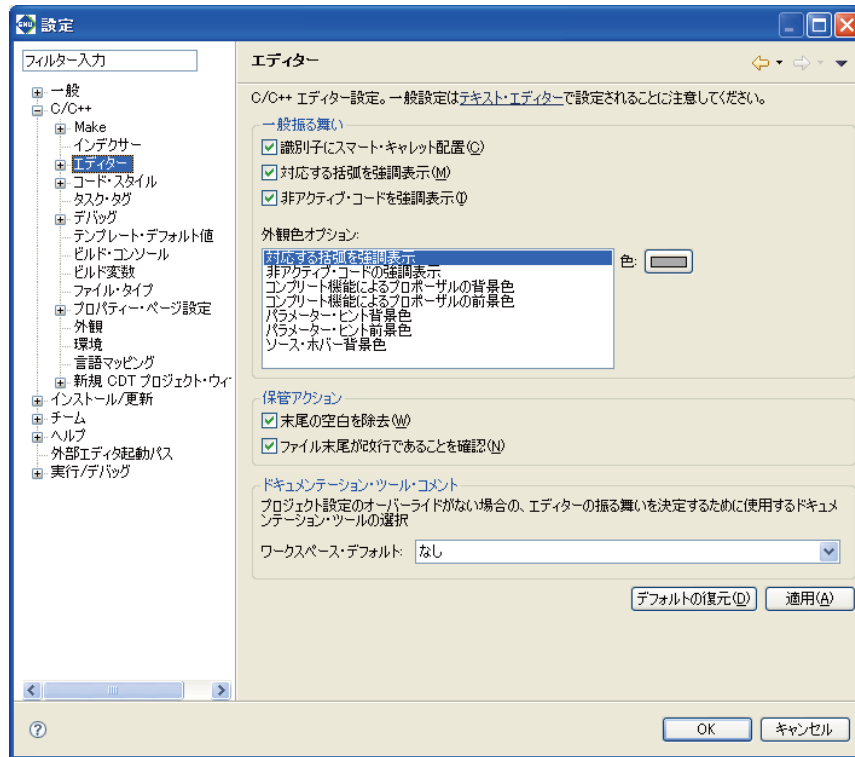 GNU 設定
フィルター入力
一般
C/C++
Make
インデクサー
エディター
コード・スタイル
タスク・タグ
デバッグ
テンプレート・デフォルト値
ビルド・コンソール
ビルド変数
ファイル・タイプ
プロパティー・ページ設定
外観
環境
言語マッピング
新規 CDT プロジェクト・ウィ
インストール/更新
チーム
ヘルプ
外部エディタ起動パス
実行/デバッグ
エディター
C/C++ エディター設定。一般設定はテキスト・エディターで設定されることに注意してください。
一般振る舞い
識別子にスマート・キャレット配置(C)
対応する括弧を強調表示(M)
非アクティブ・コードを強調表示(I)
外観色オプション:
対応する括弧を強調表示
非アクティブ・コードの強調表示
コンプリート機能によるプロポーザルの背景色
コンプリート機能によるプロポーザルの前景色
パラメーター・ヒント背景色
パラメーター・ヒント前景色
ソース・ホバー背景色
色:
保管アクション
末尾の空白を除去(W)
ファイル末尾が改行であることを確認(N)
ドキュメンテーション・ツール・コメント
プロジェクト設定のオーバーライドがない場合の、エディターの振る舞いを決定するために使用するドキュメ
ンテーション・ツールの選択
ワークスペース・デフォルト: なし
デフォルトの復元(D) 適用(A)
? OK キャンセル